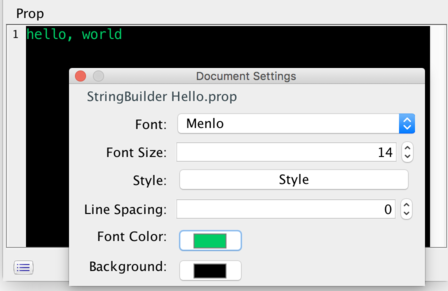 Prop
1 hello, world
Document Settings
StringBuilder Hello.prop
Font: Menlo
Font Size: 14
Style: Style
Line Spacing: 0
Font Color:
Background: